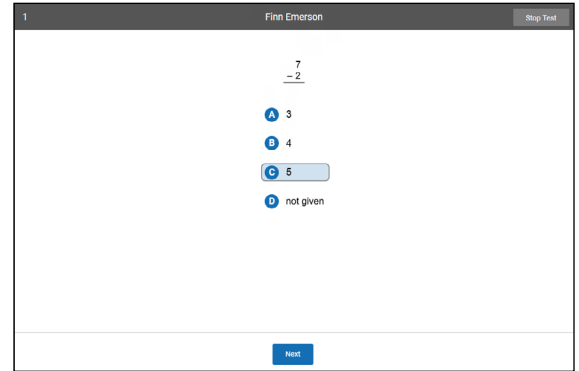 1 Finn Emerson Stop Test
7
– 2
A 3
B 4
C 5
D not given
Next